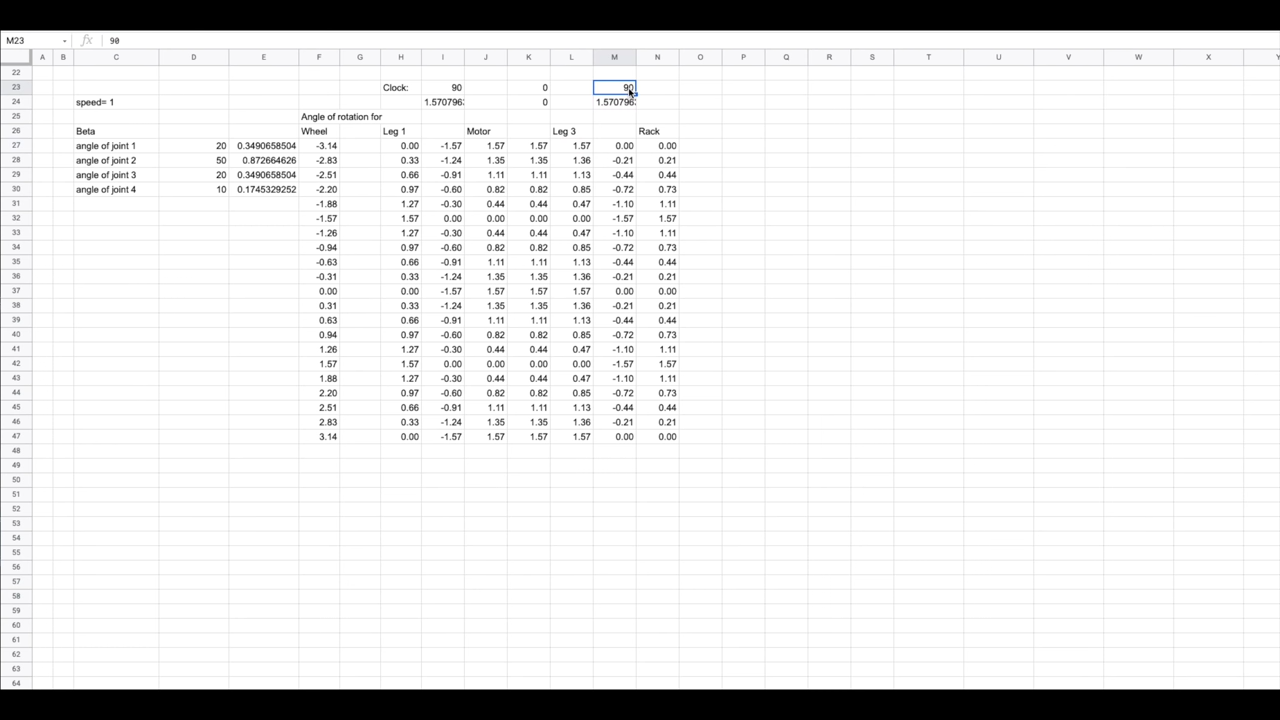 M23 fx 90
A B C D E F G H I J K L M N O P Q R S T U V W X Y
22
23 Clock: 90 0 90
24 speed= 1 1.570796: 0 1.570796:
25 Angle of rotation for
26 Beta Wheel Leg 1 Motor Leg 3 Rack
27 angle of joint 1 20 0.3490658504 -3.14 0.00 -1.57 1.57 1.57 1.57 0.00 0.00
28 angle of joint 2 50 0.872664626 -2.83 0.33 -1.24 1.35 1.35 1.36 -0.21 0.21
29 angle of joint 3 20 0.3490658504 -2.51 0.66 -0.91 1.11 1.11 1.13 -0.44 0.44
30 angle of joint 4 10 0.1745329252 -2.20 0.97 -0.60 0.82 0.82 0.85 -0.72 0.73
31 -1.88 1.27 -0.30 0.44 0.44 0.47 -1.10 1.11
32 -1.57 1.57 0.00 0.00 0.00 0.00 -1.57 1.57
33 -1.26 1.27 -0.30 0.44 0.44 0.47 -1.10 1.11
34 -0.94 0.97 -0.60 0.82 0.82 0.85 -0.72 0.73
35 -0.63 0.66 -0.91 1.11 1.11 1.13 -0.44 0.44
36 -0.31 0.33 -1.24 1.35 1.35 1.36 -0.21 0.21
37 0.00 0.00 -1.57 1.57 1.57 1.57 0.00 0.00
38 0.31 0.33 -1.24 1.35 1.35 1.36 -0.21 0.21
39 0.63 0.66 -0.91 1.11 1.11 1.13 -0.44 0.44
40 0.94 0.97 -0.60 0.82 0.82 0.85 -0.72 0.73
41 1.26 1.27 -0.30 0.44 0.44 0.47 -1.10 1.11
42 1.57 1.57 0.00 0.00 0.00 0.00 -1.57 1.57
43 1.88 1.27 -0.30 0.44 0.44 0.47 -1.10 1.11
44 2.20 0.97 -0.60 0.82 0.82 0.85 -0.72 0.73
45 2.51 0.66 -0.91 1.11 1.11 1.13 -0.44 0.44
46 2.83 0.33 -1.24 1.35 1.35 1.36 -0.21 0.21
47 3.14 0.00 -1.57 1.57 1.57 1.57 0.00 0.00
48
49
50
51
52
53
54
55
56
57
58
59
60
61
62
63
64